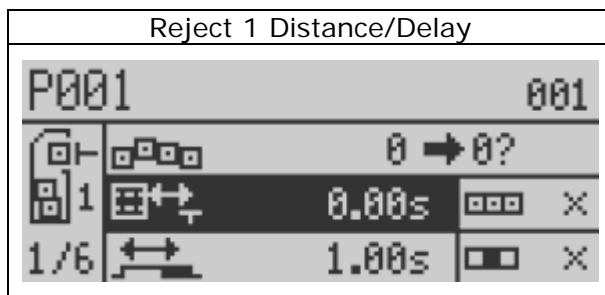 Reject 1 Distance/Delay
P001 001
0 ➡ 0?
1 0.00s ×
1/6 1.00s ×